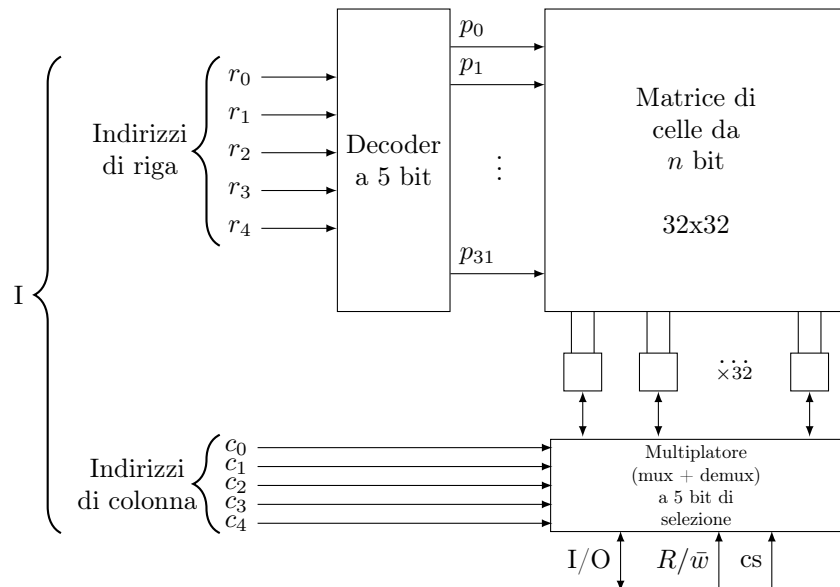 p₀
p₁
r₀
r₁
r₂
r₃
r₄
Indirizzi
di riga
Decoder
a 5 bit
⋮
p₃₁
Matrice di
celle da
n bit
32x32
I
...
×32
c₀
c₁
c₂
c₃
c₄
Indirizzi
di colonna
Multiplatore
(mux + demux)
a 5 bit di
selezione
I/O
R/w̄
cs